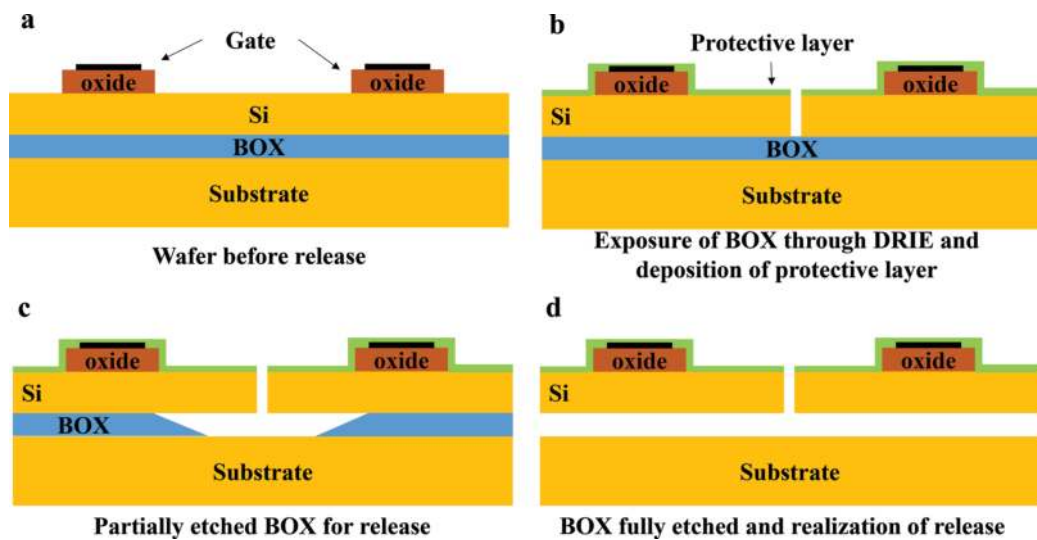 a
Gate
oxide
oxide
Si
BOX
Substrate
Wafer before release
b
Protective layer
oxide
oxide
Si
BOX
Substrate
Exposure of BOX through DRIE and
deposition of protective layer
c
oxide
oxide
Si
BOX
Substrate
Partially etched BOX for release
d
oxide
oxide
Si
Substrate
BOX fully etched and realization of release